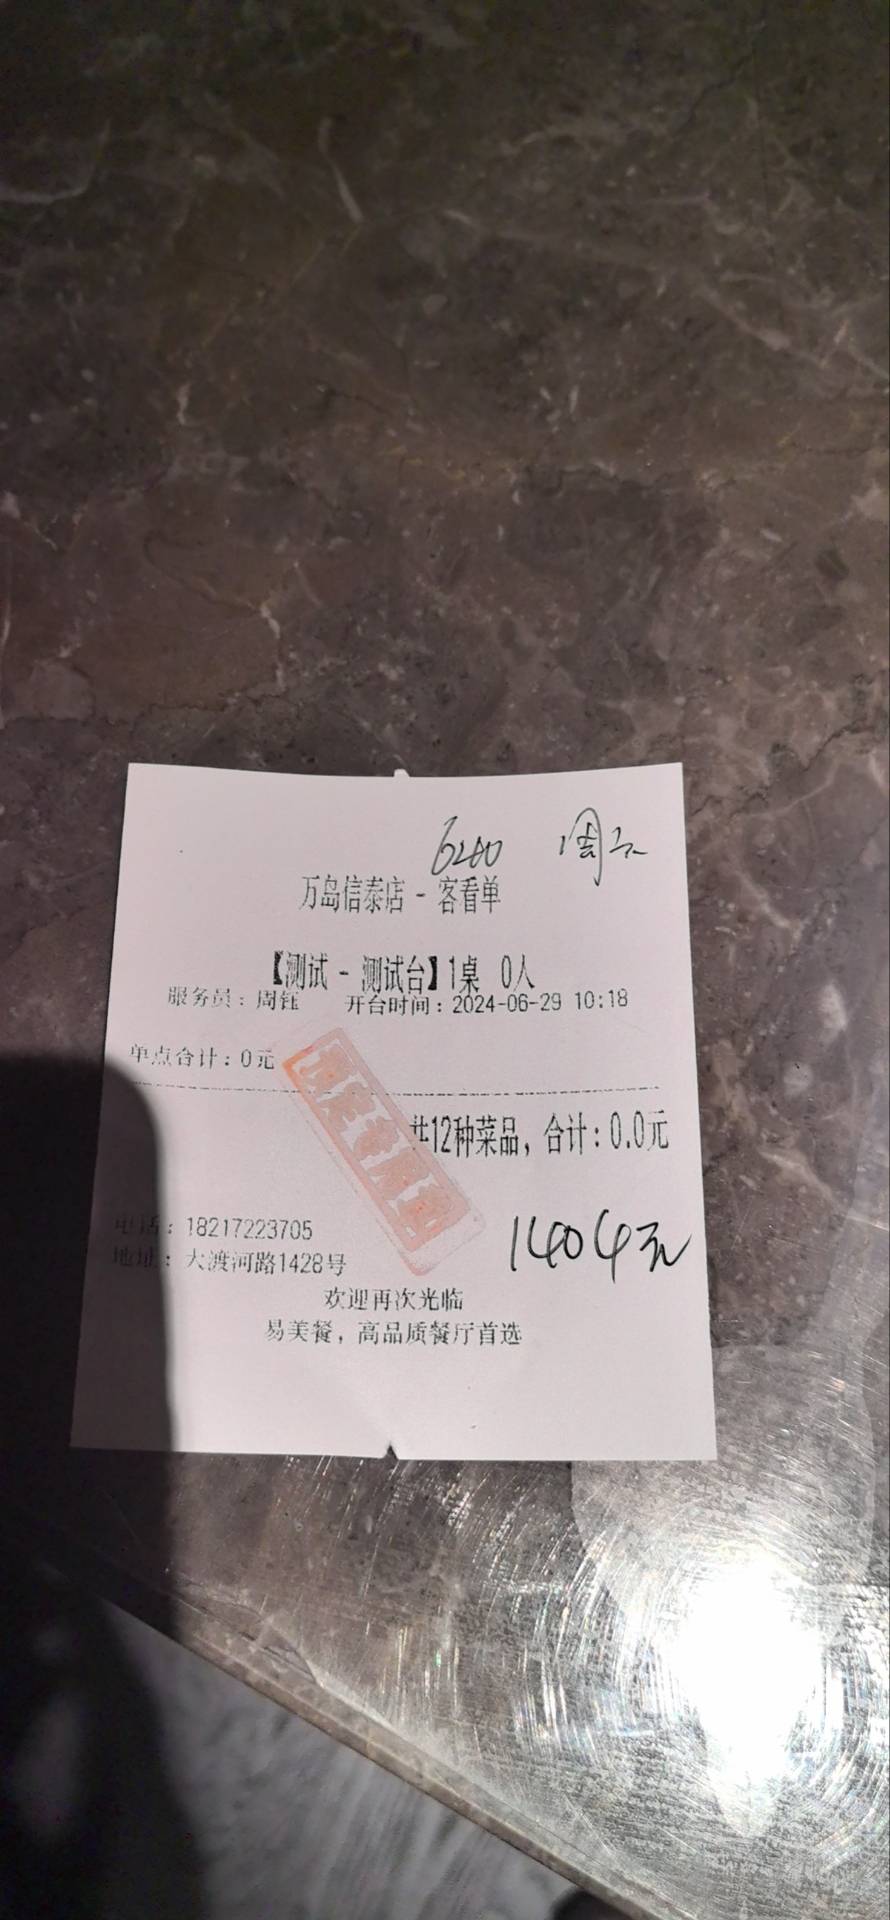 万岛信泰店 - 客看单
【测试 - 测试台】1桌 0人
服务员：周钰 开台时间：2024-06-29 10:18
单点合计：0元
共12种菜品，合计：0.0元
电话：18217223705
1404元
地址：大渡河路1428号
欢迎再次光临
易美餐，高品质餐厅首选